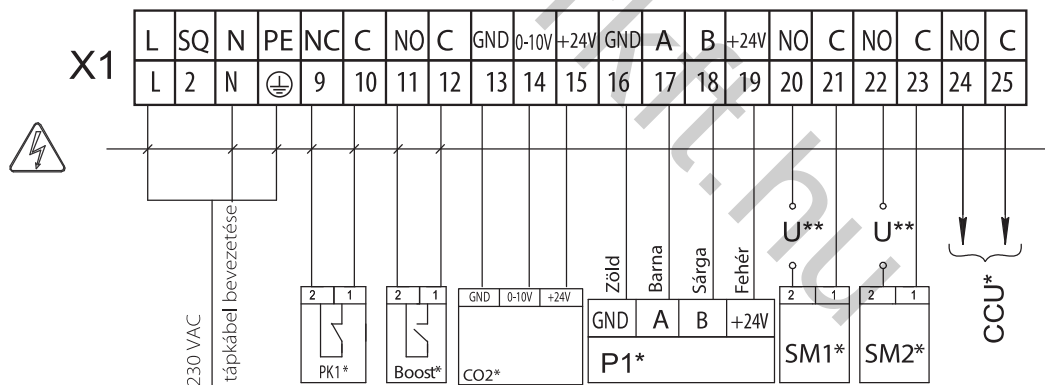 X1
L SQ N PE NC C NO C GND 0-10V +24V GND A B +24V NO C NO C NO C
L 2 N 9 10 11 12 13 14 15 16 17 18 19 20 21 22 23 24 25
230 VAC
tápkábel bevezetése
2 1
PK1*
2 1
Boost*
GND 0-10V +24V
CO2*
Zöld
Barna
Sárga
Fehér
GND A B +24V
P1*
U**
2 1
SM1*
U**
2 1
SM2*
CCU*
kft.hu